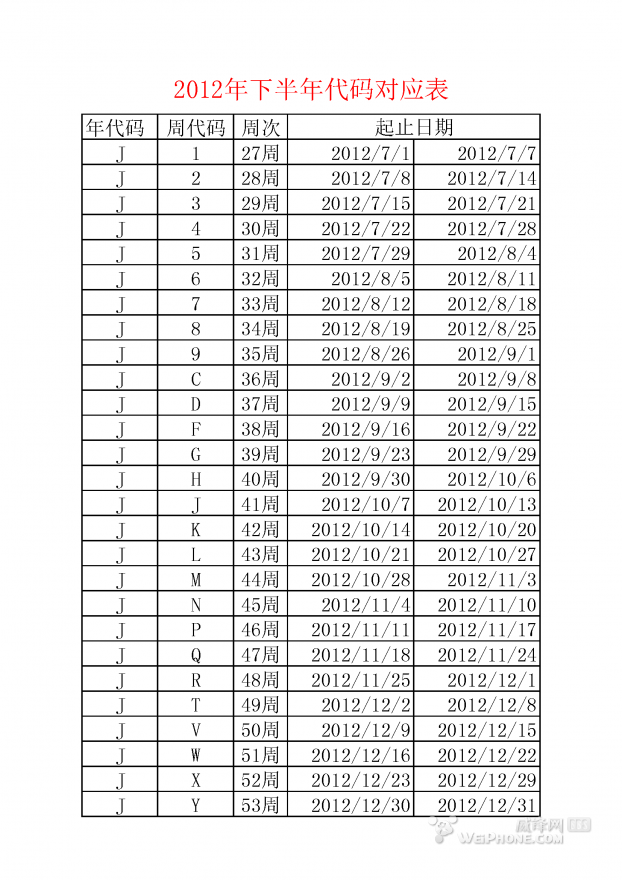 2012年下半年代码对应表
年代码 周代码 周次 起止日期
J 1 27周 2012/7/1 2012/7/7
J 2 28周 2012/7/8 2012/7/14
J 3 29周 2012/7/15 2012/7/21
J 4 30周 2012/7/22 2012/7/28
J 5 31周 2012/7/29 2012/8/4
J 6 32周 2012/8/5 2012/8/11
J 7 33周 2012/8/12 2012/8/18
J 8 34周 2012/8/19 2012/8/25
J 9 35周 2012/8/26 2012/9/1
J C 36周 2012/9/2 2012/9/8
J D 37周 2012/9/9 2012/9/15
J F 38周 2012/9/16 2012/9/22
J G 39周 2012/9/23 2012/9/29
J H 40周 2012/9/30 2012/10/6
J J 41周 2012/10/7 2012/10/13
J K 42周 2012/10/14 2012/10/20
J L 43周 2012/10/21 2012/10/27
J M 44周 2012/10/28 2012/11/3
J N 45周 2012/11/4 2012/11/10
J P 46周 2012/11/11 2012/11/17
J Q 47周 2012/11/18 2012/11/24
J R 48周 2012/11/25 2012/12/1
J T 49周 2012/12/2 2012/12/8
J V 50周 2012/12/9 2012/12/15
J W 51周 2012/12/16 2012/12/22
J X 52周 2012/12/23 2012/12/29
J Y 53周 2012/12/30 2012/12/31
威锋网
WEIPHONE.COM